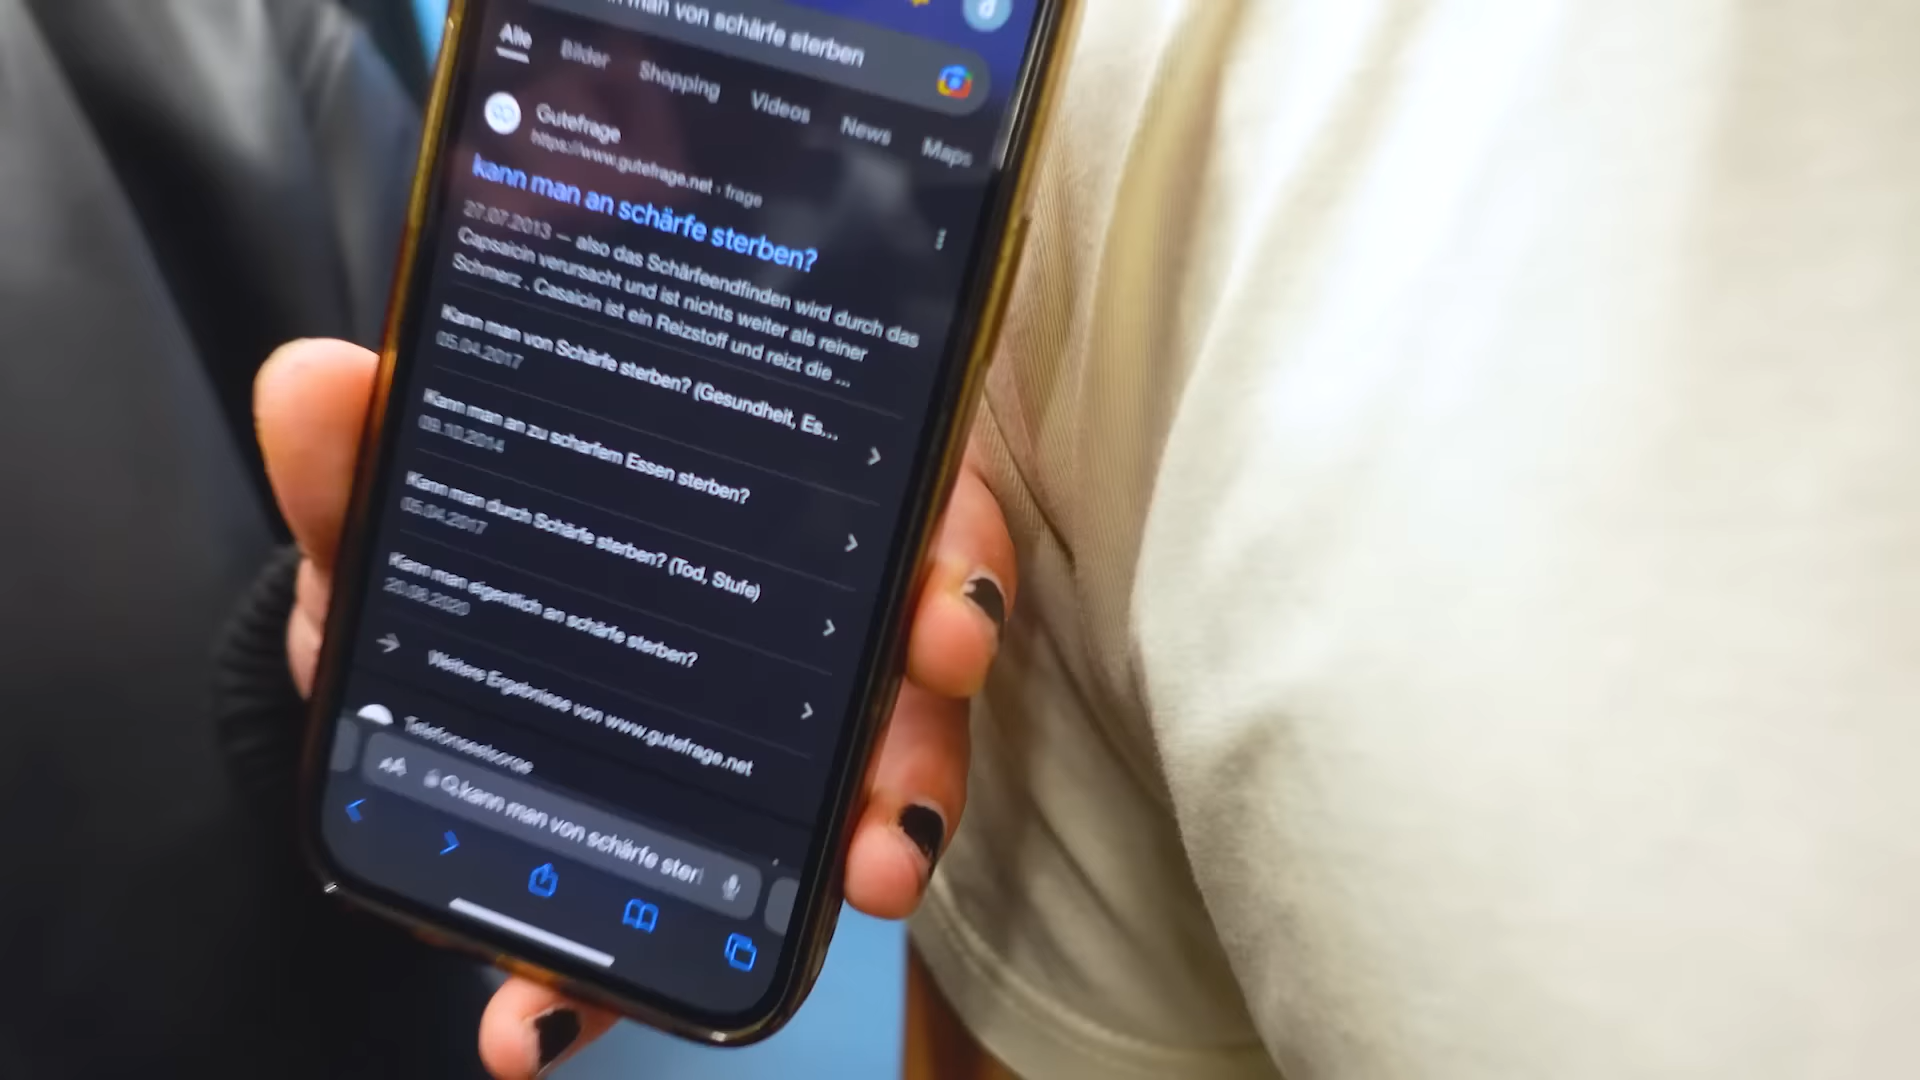 man von schärfe sterben
Alle Bilder Shopping Videos News Maps
Gutefrage
https://www.gutefrage.net › frage
kann man an schärfe sterben?
27.07.2013 — also das Schärfeendfinden wird durch das
Capsaicin verursacht und ist nichts weiter als reiner
Schmerz . Casaicin ist ein Reizstoff und reizt die ...
Kann man von Schärfe sterben? (Gesundheit, Es...
05.04.2017
Kann man an zu scharfem Essen sterben?
09.10.2014
Kann man durch Schärfe sterben? (Tod, Stufe)
05.04.2017
Kann man eigentlich an schärfe sterben?
20.08.2020
Weitere Ergebnisse von www.gutefrage.net
Telefonseelsorge
AA kann man von schärfe ster